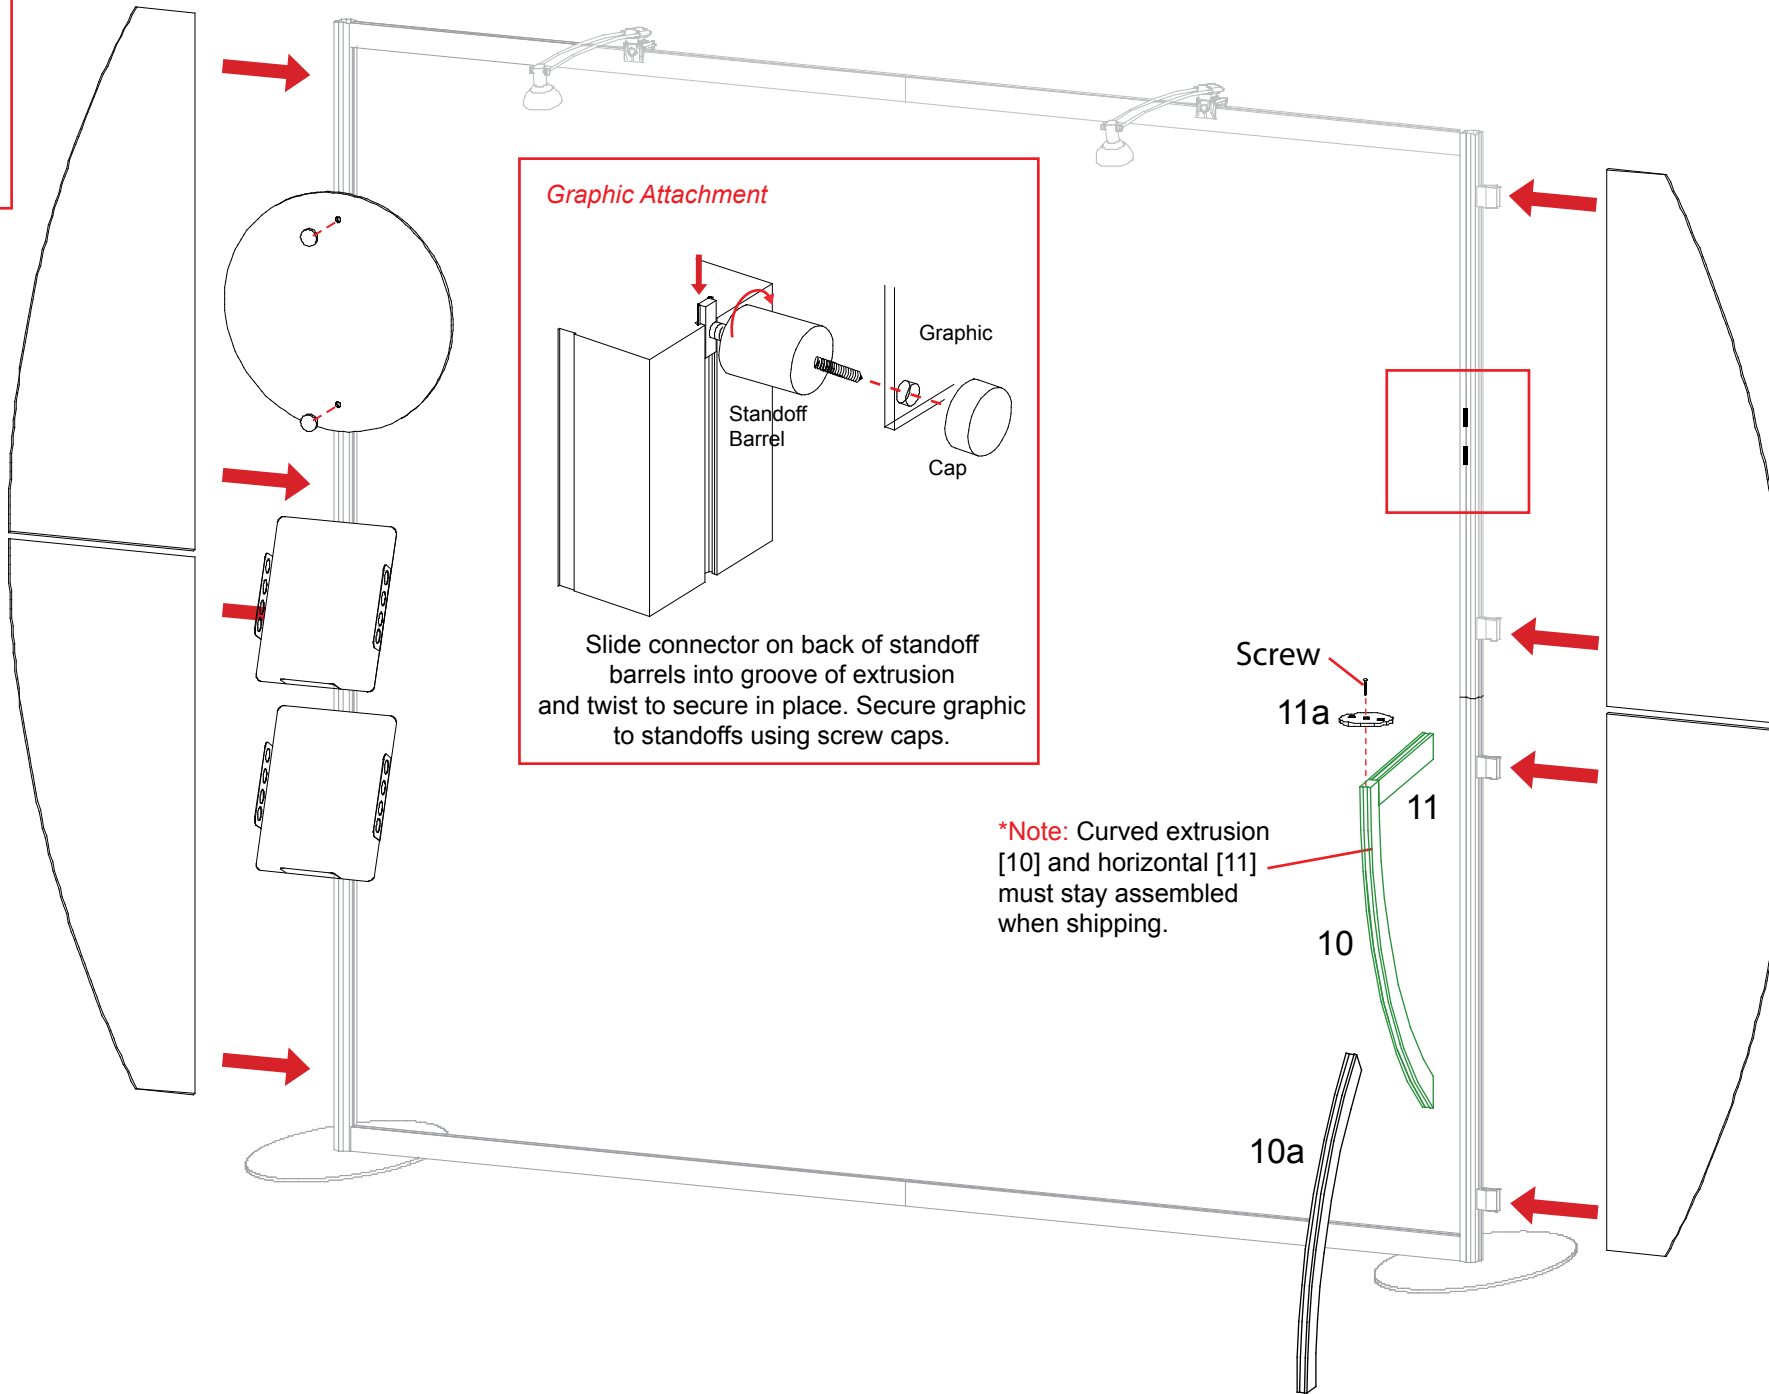 Graphic Attachment
Graphic
Standoff
Barrel
Cap
Slide connector on back of standoff
barrels into groove of extrusion
and twist to secure in place. Secure graphic
to standoffs using screw caps.
Screw
11a
11
*Note: Curved extrusion
[10] and horizontal [11]
must stay assembled
when shipping.
10
10a